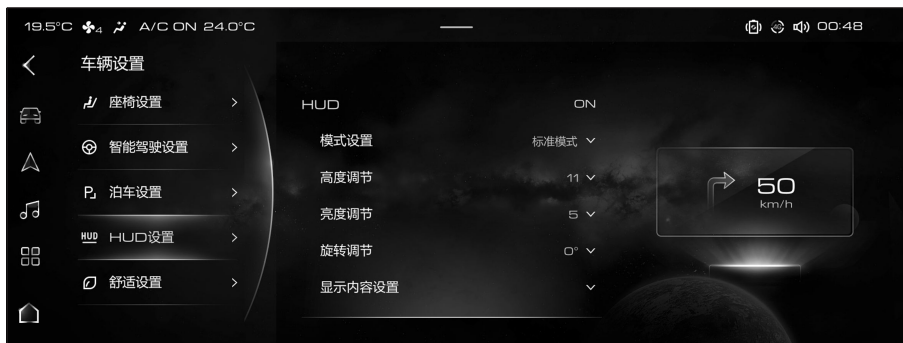 19.5°C 4 A/C ON 24.0°C 4G 00:48
车辆设置
座椅设置
智能驾驶设置
P 泊车设置
HUD HUD设置
舒适设置
HUD ON
模式设置 标准模式
高度调节 11
亮度调节 5
旋转调节 0°
显示内容设置
50
km/h